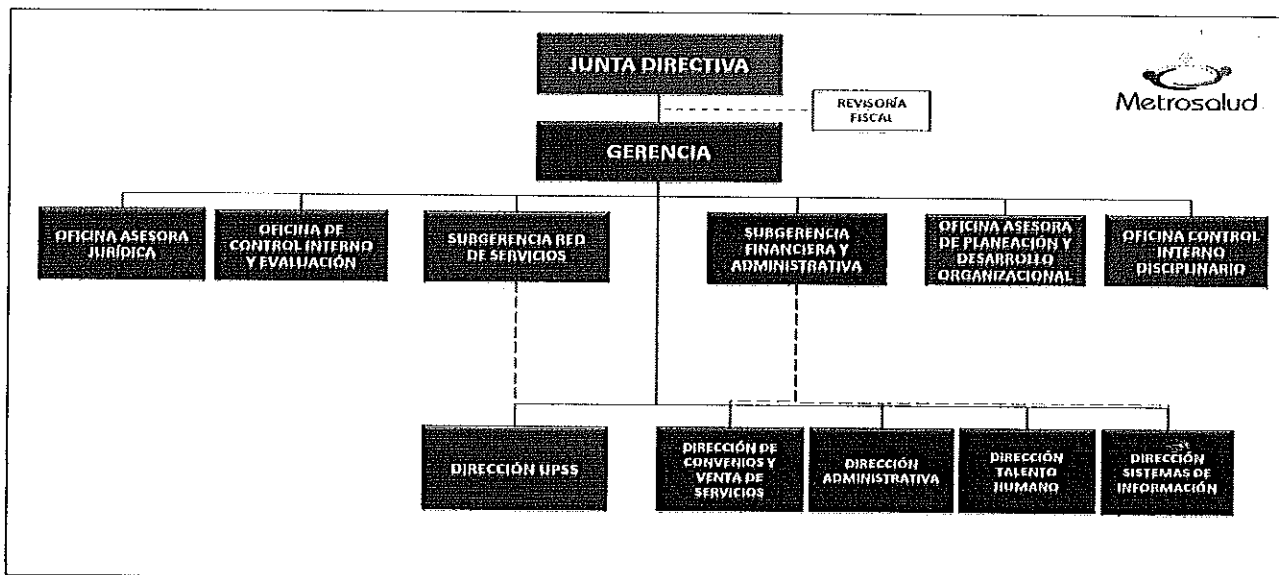 JUNTA DIRECTIVA
Metrosalud
REVISORÍA
FISCAL
GERENCIA
OFICINA ASESORA
JURÍDICA
OFICINA DE
CONTROL INTERNO
Y EVALUACIÓN
SUBGERENCIA RED
DE SERVICIOS
SUBGERENCIA
FINANCIERA Y
ADMINISTRATIVA
OFICINA ASESORA
DE PLANEACIÓN Y
DESARROLLO
ORGANIZACIONAL
OFICINA CONTROL
INTERNO
DISCIPLINARIO
DIRECCIÓN UPSS
DIRECCIÓN DE
CONVENIOS Y
VENTA DE
SERVICIOS
DIRECCIÓN
ADMINISTRATIVA
DIRECCIÓN
TALENTO
HUMANO
DIRECCIÓN
SISTEMAS DE
INFORMACIÓN